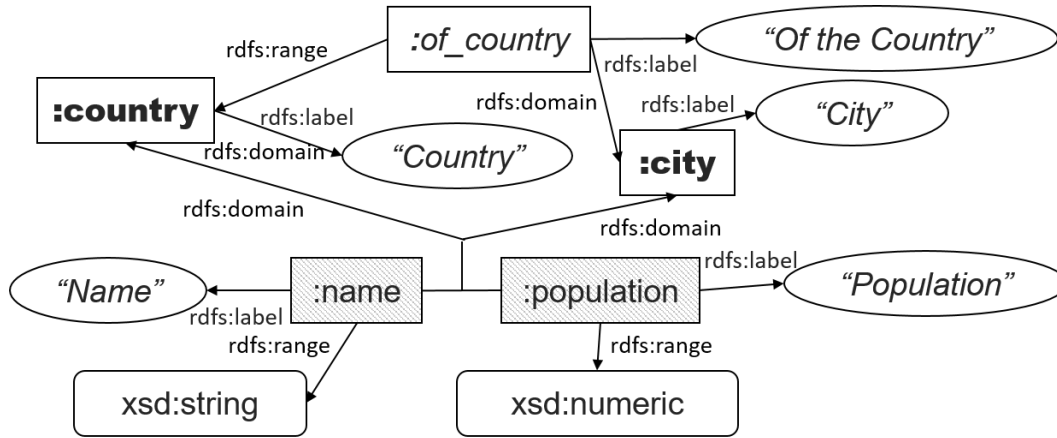 :of_country
“Of the Country”
rdfs:range
rdfs:label
:country
rdfs:label
rdfs:domain
rdfs:label
“City”
rdfs:domain
“Country”
:city
rdfs:domain
rdfs:domain
“Name”
:name
:population
rdfs:label
“Population”
rdfs:label
rdfs:range
rdfs:range
xsd:string
xsd:numeric